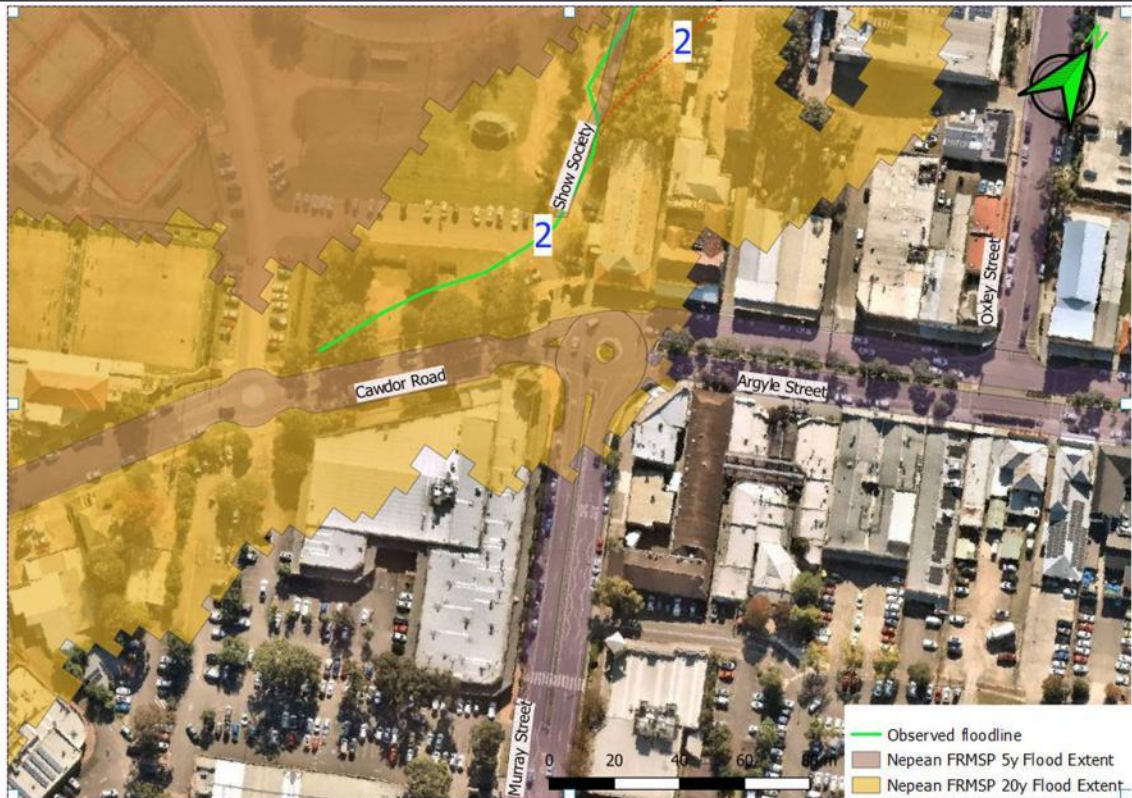 N
2
2
Show Society
Oxley Street
Cawdor Road
Argyle Street
Murray Street
0 20 40 60 80 m
Observed floodline
Nepean FRMSP 5y Flood Extent
Nepean FRMSP 20y Flood Extent